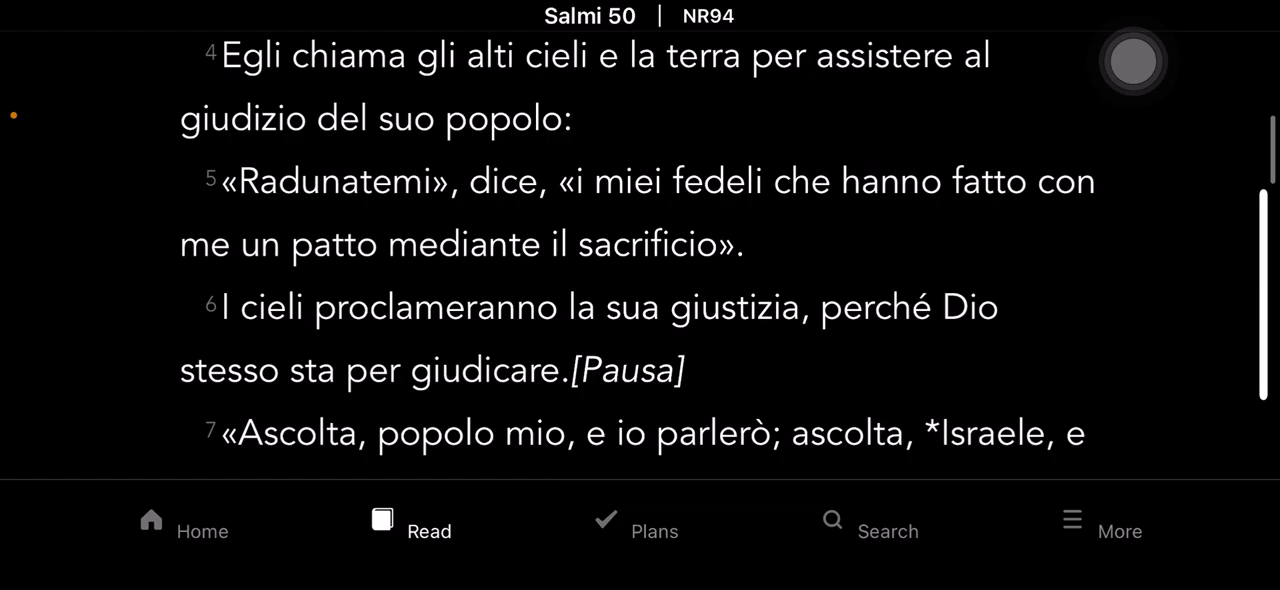 Salmi 50 | NR94
4 Egli chiama gli alti cieli e la terra per assistere al
giudizio del suo popolo:
5 «Radunatemi», dice, «i miei fedeli che hanno fatto con
me un patto mediante il sacrificio».
6 I cieli proclameranno la sua giustizia, perché Dio
stesso sta per giudicare.[Pausa]
7 «Ascolta, popolo mio, e io parlerò; ascolta, *Israele, e
Home Read Plans Search More